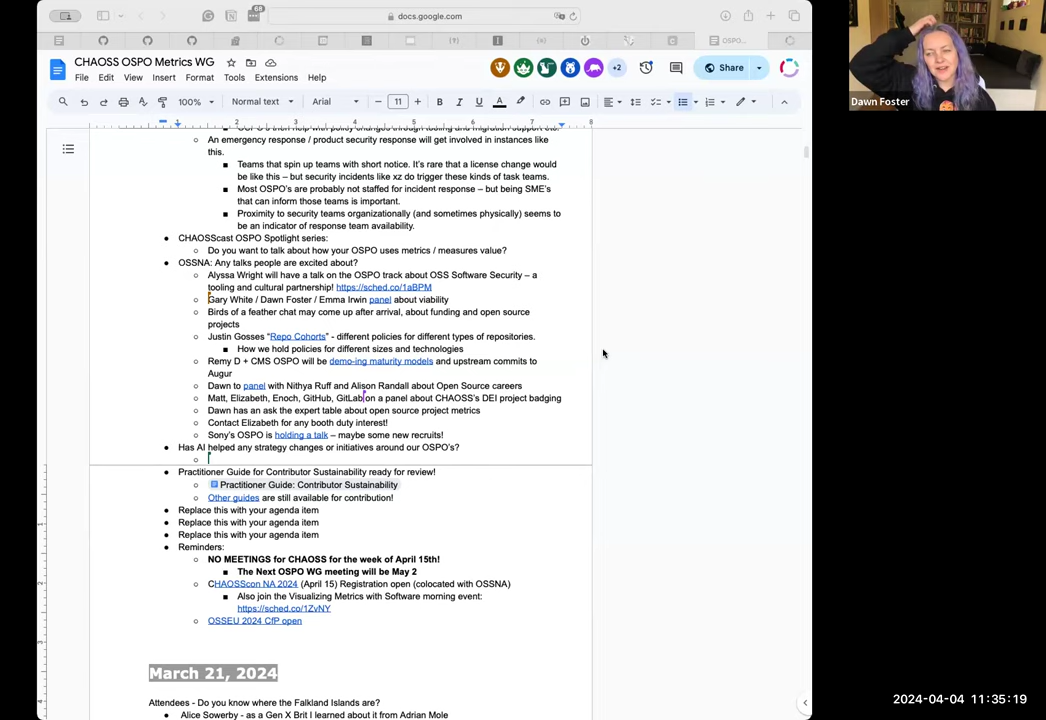 68
docs.google.com
OSPO...
CHAOSS OSPO Metrics WG
File Edit View Insert Format Tools Extensions Help
+2
Share
100%
Normal text
Arial
11
An emergency response / product security response will get involved in instances like
this.
Teams that spin up teams with short notice. It's rare that a license change would
be like this – but security incidents like xz do trigger these kinds of task teams.
Most OSPO's are probably not staffed for incident response – but being SME's
that can inform those teams is important.
Proximity to security teams organizationally (and sometimes physically) seems to
be an indicator of response team availability.
CHAOSScast OSPO Spotlight series:
Do you want to talk about how your OSPO uses metrics / measures value?
OSSNA: Any talks people are excited about?
Alyssa Wright will have a talk on the OSPO track about OSS Software Security – a
tooling and cultural partnership! https://sched.co/1aBPM
Gary White / Dawn Foster / Emma Irwin panel about viability
Birds of a feather chat may come up after arrival, about funding and open source
projects
Justin Gosses "Repo Cohorts" - different policies for different types of repositories.
How we hold policies for different sizes and technologies
Remy D + CMS OSPO will be demo-ing maturity models and upstream commits to
Augur
Dawn to panel with Nithya Ruff and Alison Randall about Open Source careers
Matt, Elizabeth, Enoch, GitHub, GitLab on a panel about CHAOSS's DEI project badging
Dawn has an ask the expert table about open source project metrics
Contact Elizabeth for any booth duty interest!
Sony's OSPO is holding a talk – maybe some new recruits!
Has AI helped any strategy changes or initiatives around our OSPO's?
Practitioner Guide for Contributor Sustainability ready for review!
Practitioner Guide: Contributor Sustainability
Other guides are still available for contribution!
Replace this with your agenda item
Replace this with your agenda item
Replace this with your agenda item
Reminders:
NO MEETINGS for CHAOSS for the week of April 15th!
The Next OSPO WG meeting will be May 2
CHAOSScon NA 2024 (April 15) Registration open (colocated with OSSNA)
Also join the Visualizing Metrics with Software morning event:
https://sched.co/1ZvNY
OSSEU 2024 CfP open
March 21, 2024
Attendees - Do you know where the Falkland Islands are?
Alice Sowerby - as a Gen X Brit I learned about it from Adrian Mole
Dawn Foster
2024-04-04 11:35:19